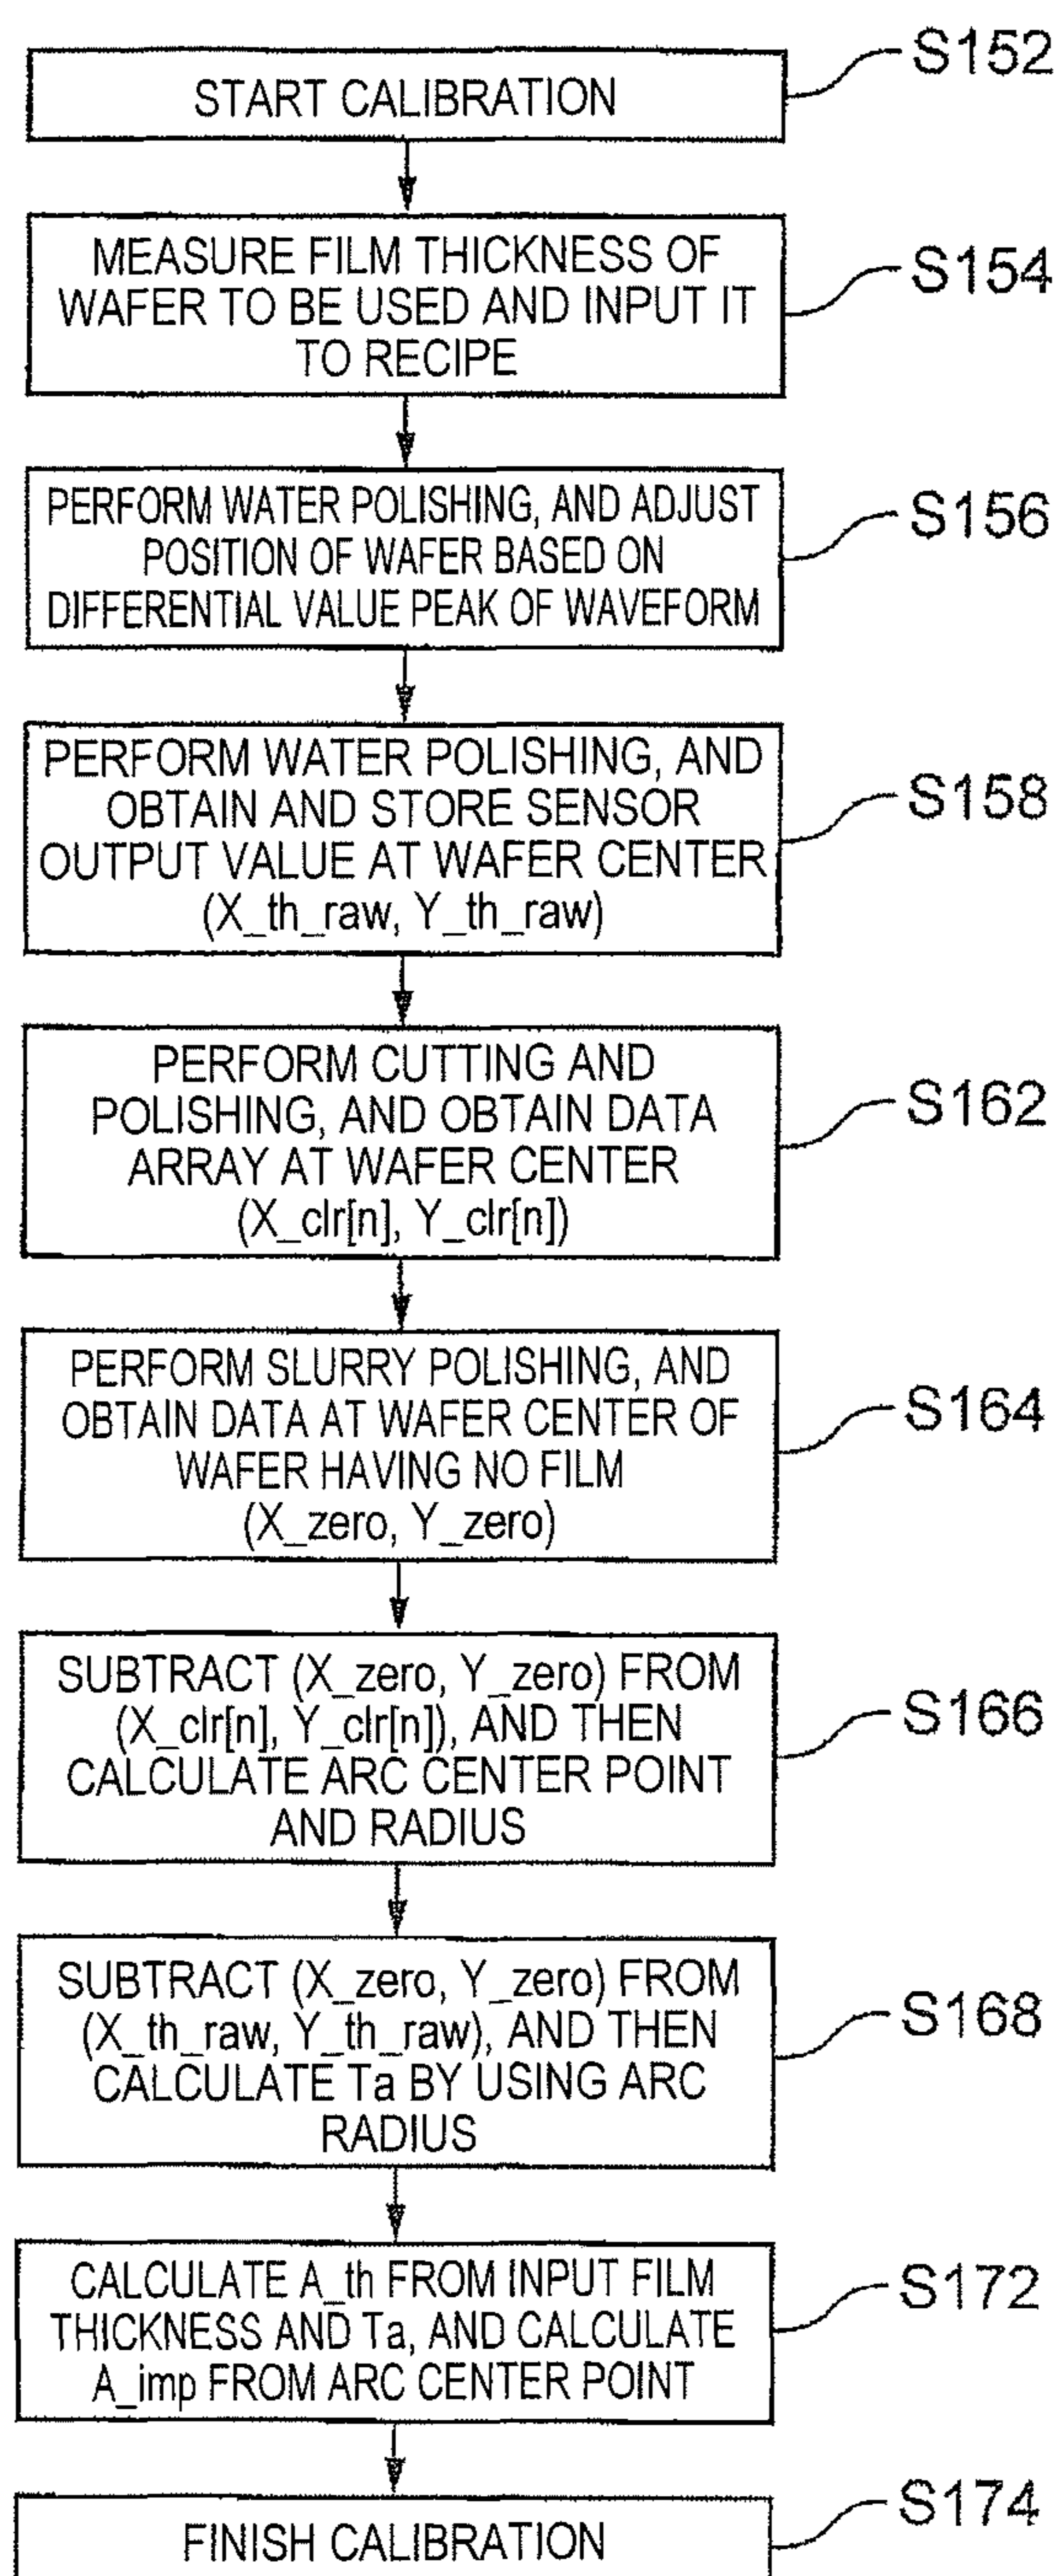 S152
START CALIBRATION
S154
MEASURE FILM THICKNESS OF
WAFER TO BE USED AND INPUT IT
TO RECIPE
S156
PERFORM WATER POLISHING, AND ADJUST
POSITION OF WAFER BASED ON
DIFFERENTIAL VALUE PEAK OF WAVEFORM
S158
PERFORM WATER POLISHING, AND
OBTAIN AND STORE SENSOR
OUTPUT VALUE AT WAFER CENTER
(X_th_raw, Y_th_raw)
S162
PERFORM CUTTING AND
POLISHING, AND OBTAIN DATA
ARRAY AT WAFER CENTER
(X_clr[n], Y_clr[n])
S164
PERFORM SLURRY POLISHING, AND
OBTAIN DATA AT WAFER CENTER OF
WAFER HAVING NO FILM
(X_zero, Y_zero)
S166
SUBTRACT (X_zero, Y_zero) FROM
(X_clr[n], Y_clr[n]), AND THEN
CALCULATE ARC CENTER POINT
AND RADIUS
S168
SUBTRACT (X_zero, Y_zero) FROM
(X_th_raw, Y_th_raw), AND THEN
CALCULATE Ta BY USING ARC
RADIUS
S172
CALCULATE A_th FROM INPUT FILM
THICKNESS AND Ta, AND CALCULATE
A_imp FROM ARC CENTER POINT
S174
FINISH CALIBRATION